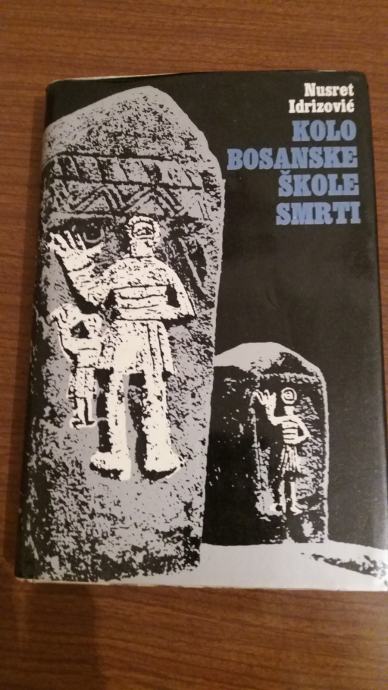 Nusret
Idrizović
KOLO
BOSANSKE
ŠKOLE
SMRTI